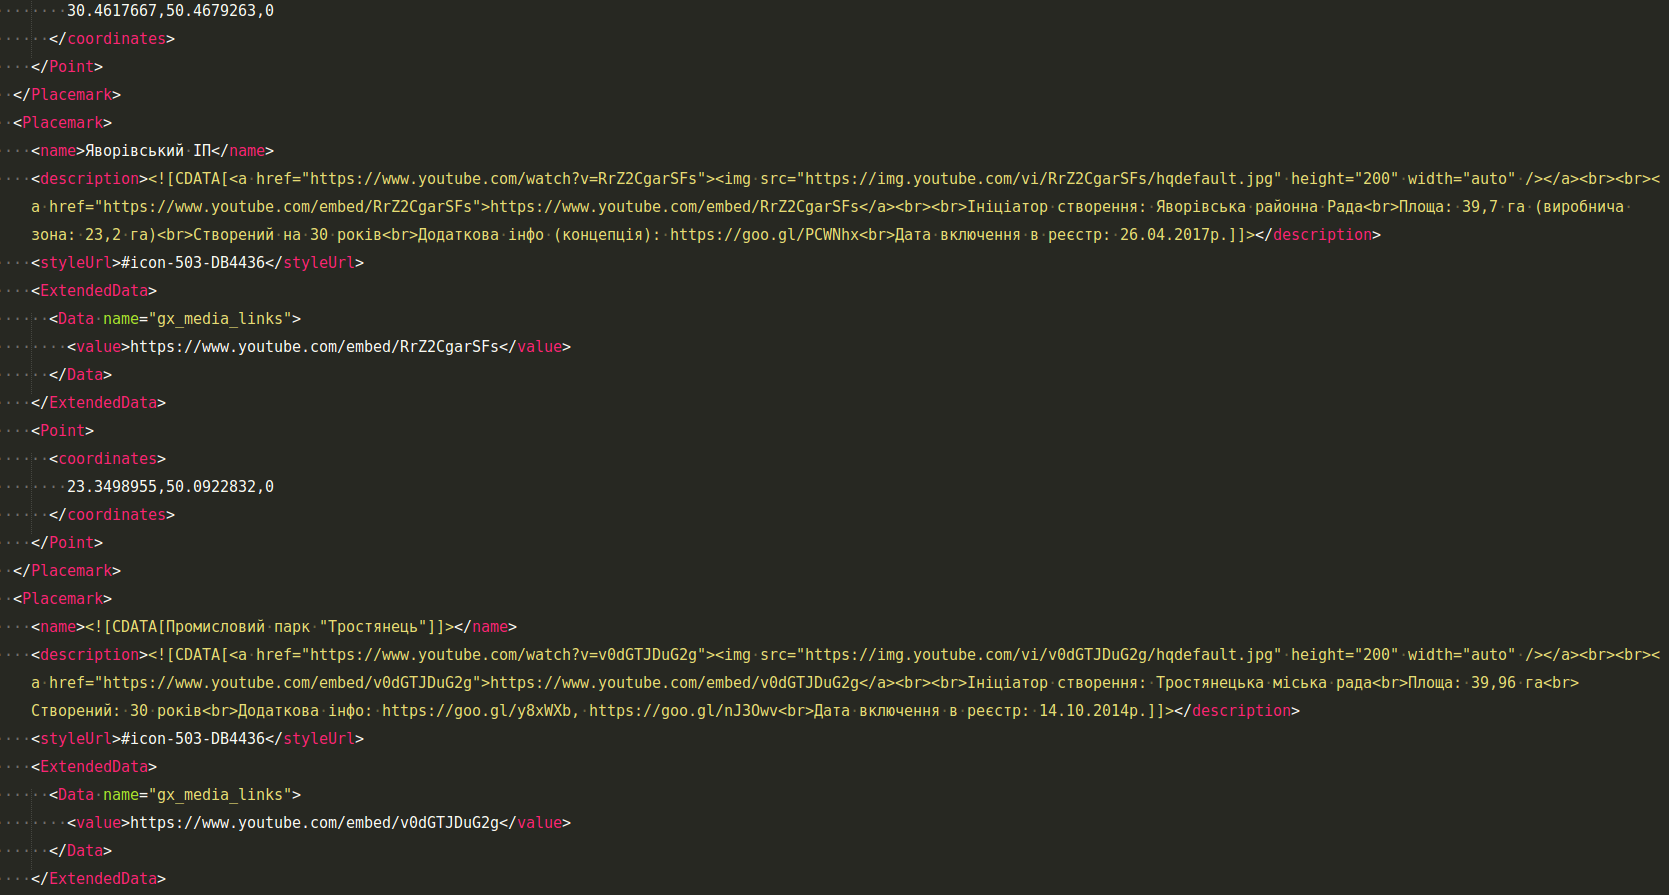 30.4617667,50.4679263,0
</coordinates>
</Point>
</Placemark>
<Placemark>
<name>Яворівський ІП</name>
<description><![CDATA[<a href="https://www.youtube.com/watch?v=RrZ2CgarSFs"><img src="https://img.youtube.com/vi/RrZ2CgarSFs/hqdefault.jpg" height="200" width="auto" /></a><br><br><
a href="https://www.youtube.com/embed/RrZ2CgarSFs">https://www.youtube.com/embed/RrZ2CgarSFs</a><br><br>Ініціатор створення: Яворівська районна Рада<br>Площа: 39,7 га (виробнича
зона: 23,2 га)<br>Створений на 30 років<br>Додаткова інфо (концепція): https://goo.gl/PCWNhx<br>Дата включення в реєстр: 26.04.2017р.]]></description>
<styleUrl>#icon-503-DB4436</styleUrl>
<ExtendedData>
<Data name="gx_media_links">
<value>https://www.youtube.com/embed/RrZ2CgarSFs</value>
</Data>
</ExtendedData>
<Point>
<coordinates>
23.3498955,50.0922832,0
</coordinates>
</Point>
</Placemark>
<Placemark>
<name><![CDATA[Промисловий парк "Тростянець"]]></name>
<description><![CDATA[<a href="https://www.youtube.com/watch?v=v0dGTJDuG2g"><img src="https://img.youtube.com/vi/v0dGTJDuG2g/hqdefault.jpg" height="200" width="auto" /></a><br><br><
a href="https://www.youtube.com/embed/v0dGTJDuG2g">https://www.youtube.com/embed/v0dGTJDuG2g</a><br><br>Ініціатор створення: Тростянецька міська рада<br>Площа: 39,96 га<br>
Створений: 30 років<br>Додаткова інфо: https://goo.gl/y8xWXb, https://goo.gl/nJ3Owv<br>Дата включення в реєстр: 14.10.2014р.]]></description>
<styleUrl>#icon-503-DB4436</styleUrl>
<ExtendedData>
<Data name="gx_media_links">
<value>https://www.youtube.com/embed/v0dGTJDuG2g</value>
</Data>
</ExtendedData>